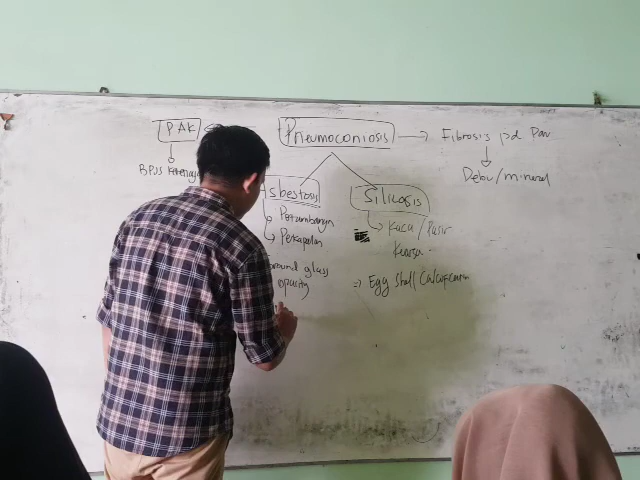 PAK
Pneumoconiosis
Fibrosis pd Paru
BPJS Ketenaga
Debu/mineral
sbestosis
Silicosis
Pertambangan
Perkapalan
Kaca / Pasir
round glass
opacity
Egg Shell Calcification